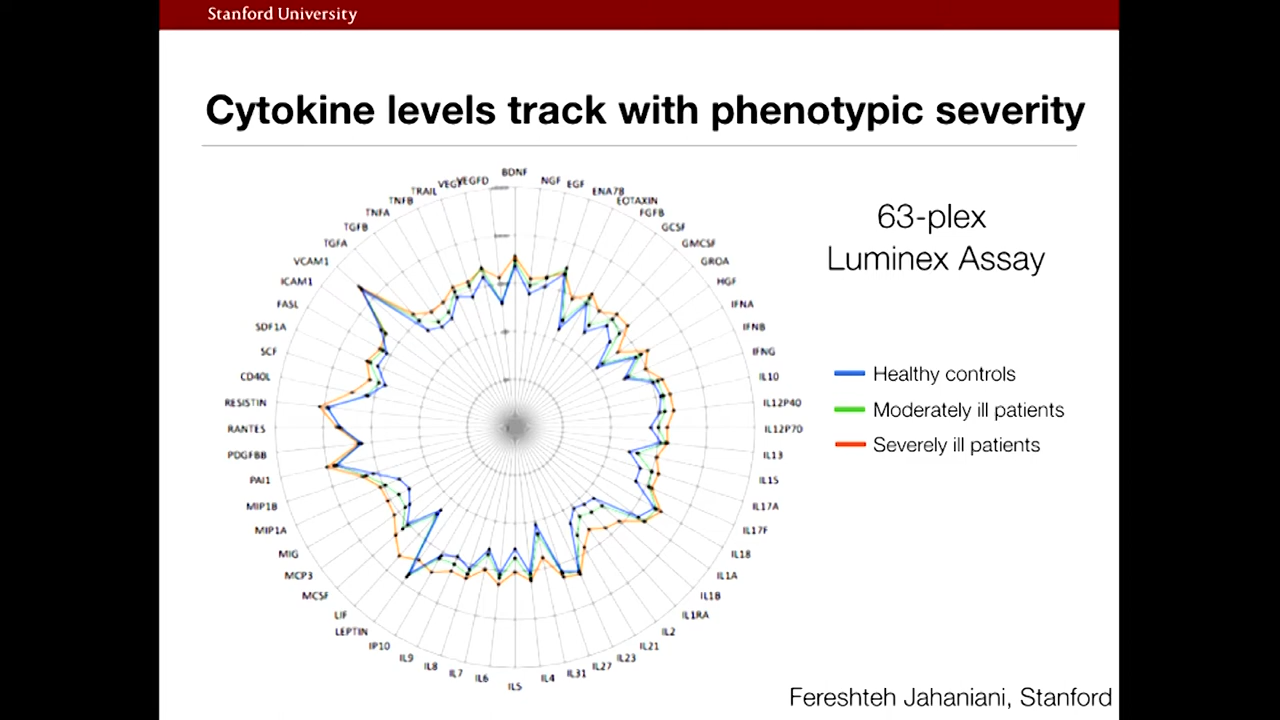 Stanford University
Cytokine levels track with phenotypic severity
63-plex
Luminex Assay
Healthy controls
Moderately ill patients
Severely ill patients
BDNF
NGF
EGF
ENA78
EOTAXIN
FGFB
GCSF
GMCSF
GROA
HGF
IFNA
IFNB
IFNG
IL10
IL12P40
IL12P70
IL13
IL15
IL17A
IL17F
IL18
IL1A
IL1B
IL1RA
IL2
IL21
IL23
IL27
IL31
IL4
IL5
IL6
IL7
IL8
IL9
IP10
LEPTIN
LIF
MCSF
MCP3
MIG
MIP1A
MIP1B
PAI1
PDGFBB
RANTES
RESISTIN
CD40L
SCF
SDF1A
FASL
ICAM1
VCAM1
TGFA
TGFB
TNFA
TNFB
TRAIL
VEGFD
Fereshteh Jahaniani, Stanford